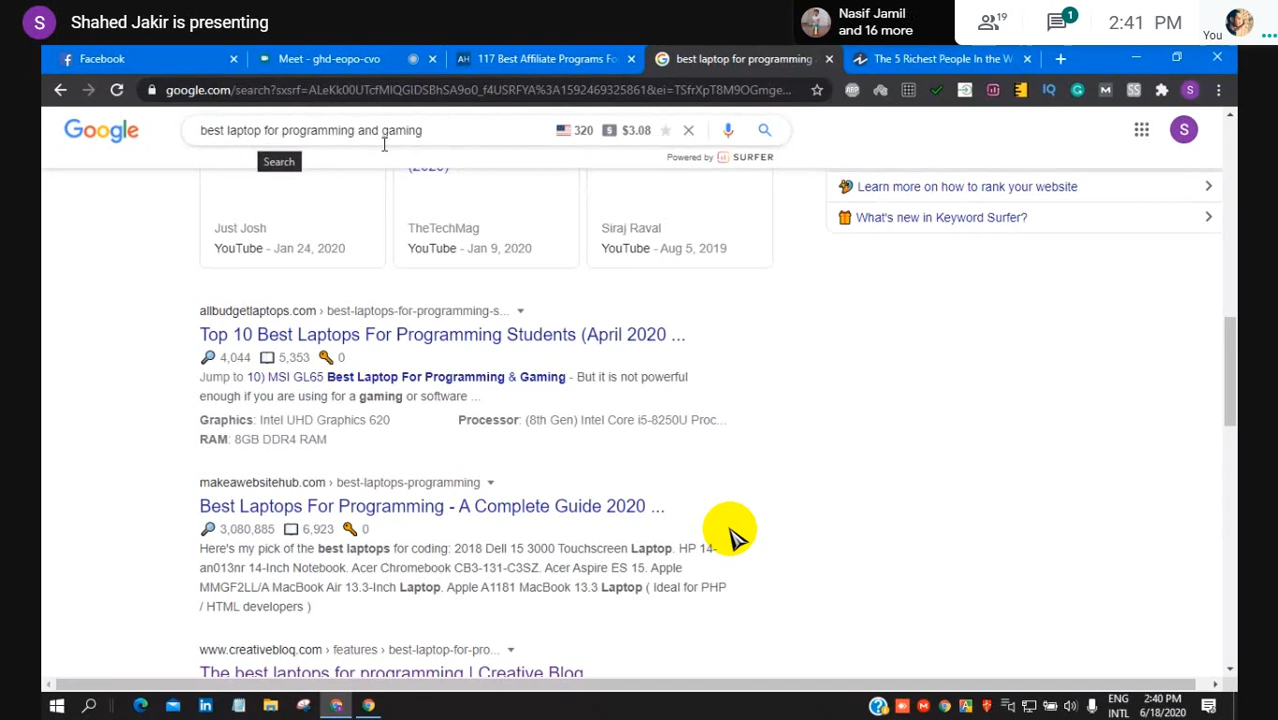 S Shahed Jakir is presenting
Nasif Jamil
and 16 more
19
1
2:41 PM
You
Facebook
Meet - ghd-eopo-cvo
AH 117 Best Affiliate Programs Fo
best laptop for programming
The 5 Richest People In the W
google.com/search?sxsrf=ALeKk00UTcfMIQGIDSBhSA9o0_f4USRFYA%3A1592469325861&ei=TSfrXpT8M9OGmge...
Google
best laptop for programming and gaming
320 $ $3.08
S
Search
Powered by SURFER
(2020)
Just Josh
YouTube - Jan 24, 2020
TheTechMag
YouTube - Jan 9, 2020
Siraj Raval
YouTube - Aug 5, 2019
Learn more on how to rank your website
What's new in Keyword Surfer?
allbudgetlaptops.com › best-laptops-for-programming-s...
Top 10 Best Laptops For Programming Students (April 2020 ...
4,044 5,353 0
Jump to 10) MSI GL65 Best Laptop For Programming & Gaming - But it is not powerful
enough if you are using for a gaming or software ...
Graphics: Intel UHD Graphics 620
Processor: (8th Gen) Intel Core i5-8250U Proc...
RAM: 8GB DDR4 RAM
makeawebsitehub.com › best-laptops-programming
Best Laptops For Programming - A Complete Guide 2020 ...
3,080,885 6,923 0
Here's my pick of the best laptops for coding: 2018 Dell 15 3000 Touchscreen Laptop. HP 14-
an013nr 14-Inch Notebook. Acer Chromebook CB3-131-C3SZ. Acer Aspire ES 15. Apple
MMGF2LL/A MacBook Air 13.3-Inch Laptop. Apple A1181 MacBook 13.3 Laptop ( Ideal for PHP
/ HTML developers )
www.creativebloq.com › features › best-laptop-for-pro...
The best laptops for programming | Creative Bloq
ENG
INTL
2:40 PM
6/18/2020